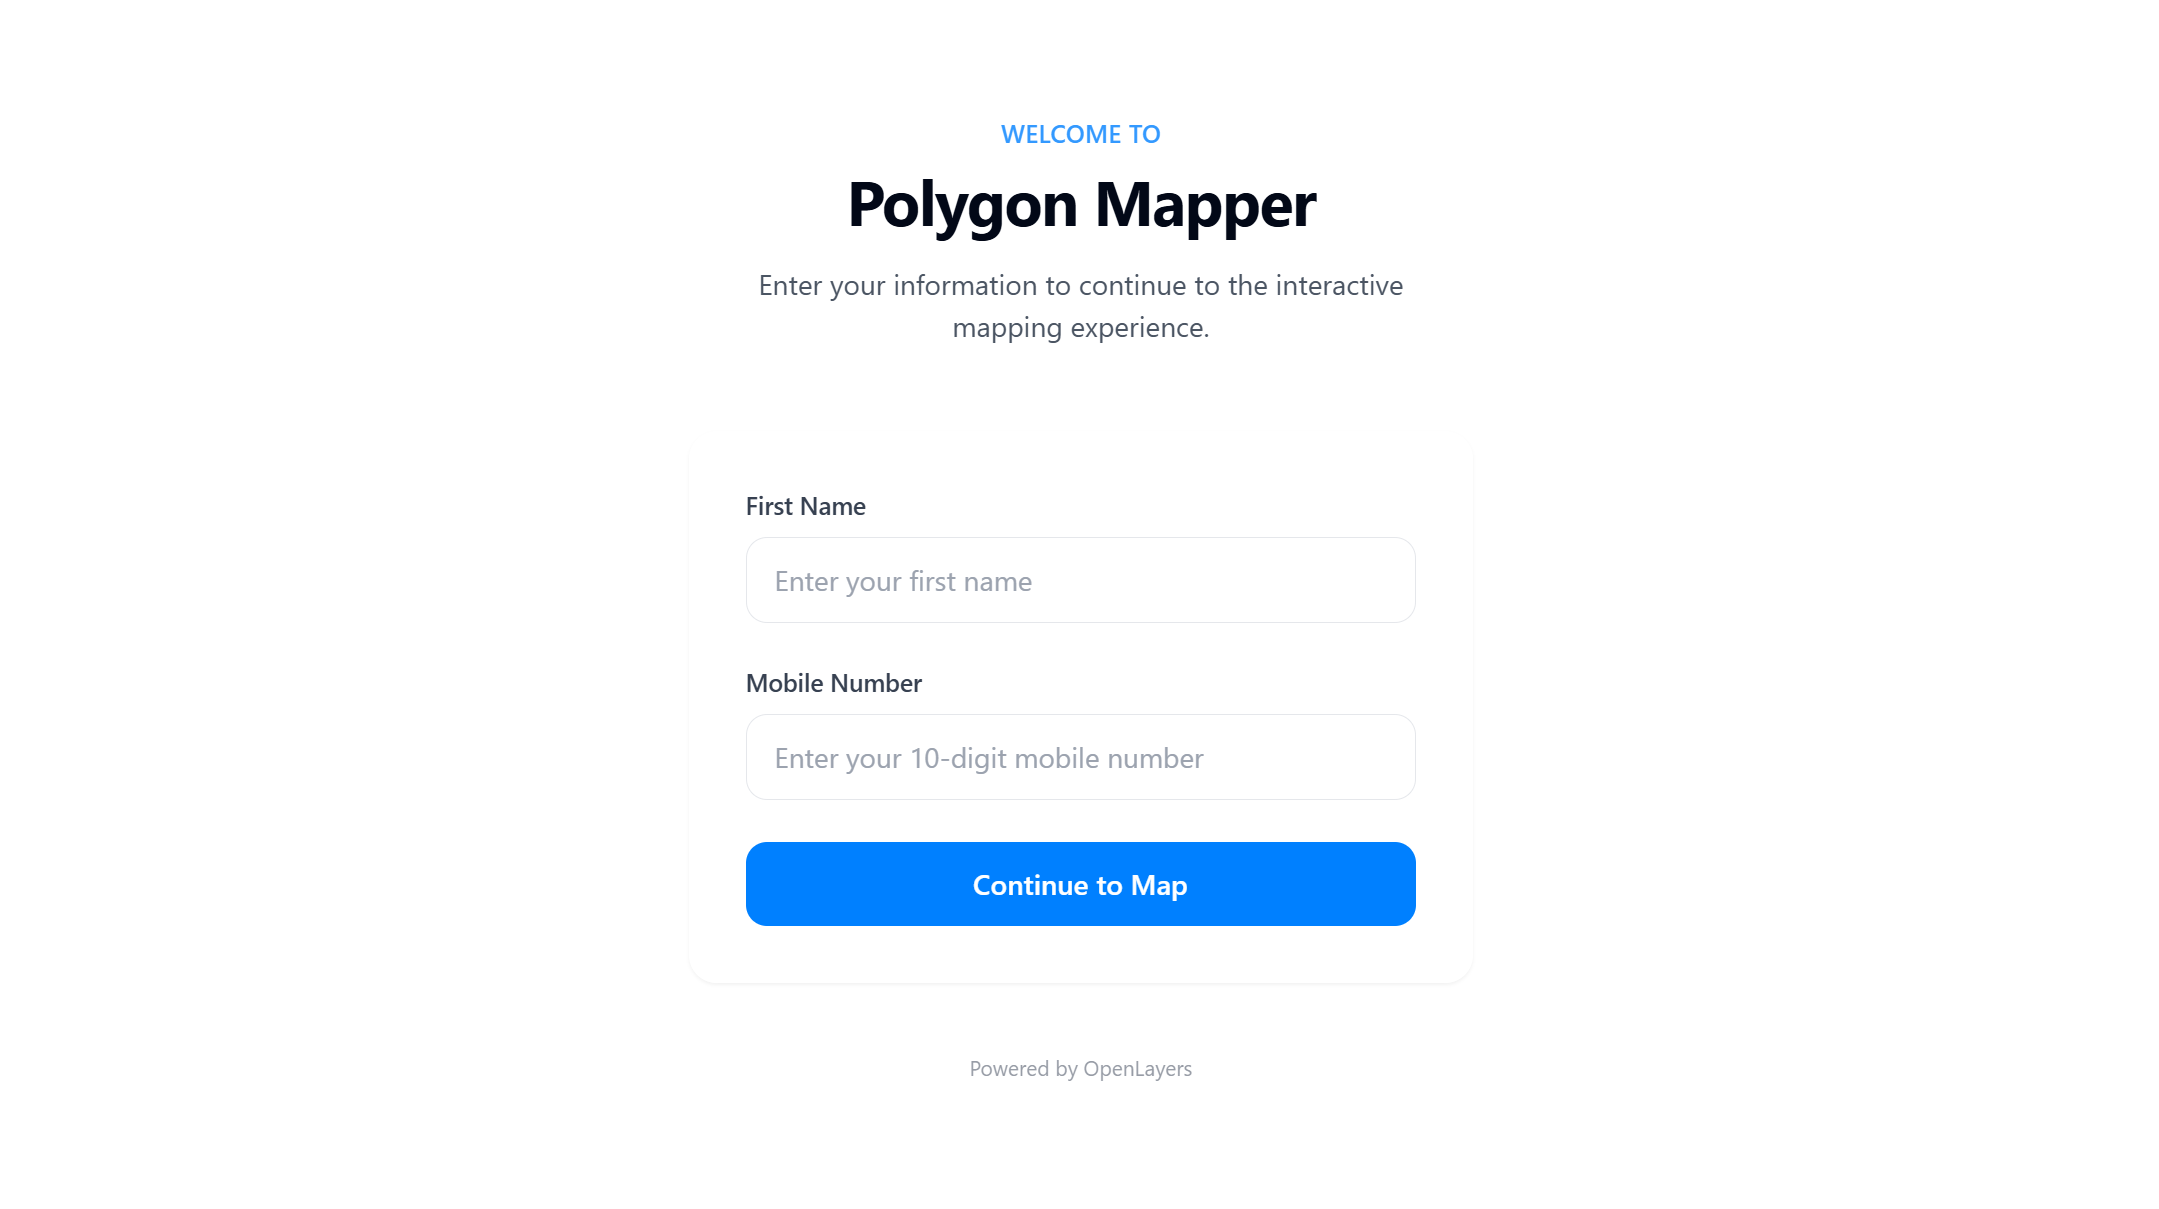 WELCOME TO
Polygon Mapper
Enter your information to continue to the interactive
mapping experience.
First Name
Enter your first name
Mobile Number
Enter your 10-digit mobile number
Continue to Map
Powered by OpenLayers